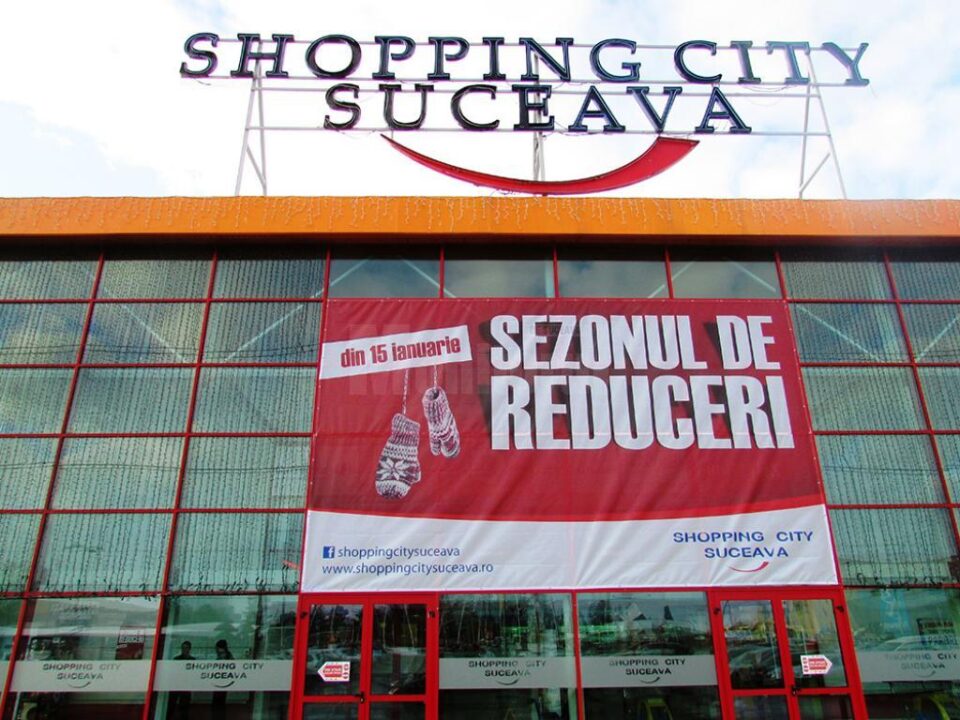 SHOPPING CITY
SUCEAVA
din 15 ianuarie
SEZONUL DE
REDUCERI
shoppingcitysuceava
www.shoppingcitysuceava.ro
SHOPPING CITY
SUCEAVA
SHOPPING CITY
SUCEAVA
SHOPPING CITY
SUCEAVA
SHOPPING CITY
SUCEAVA
SHOPPING CITY
SUCEAVA
SHOPPING CITY
SUCEAVA